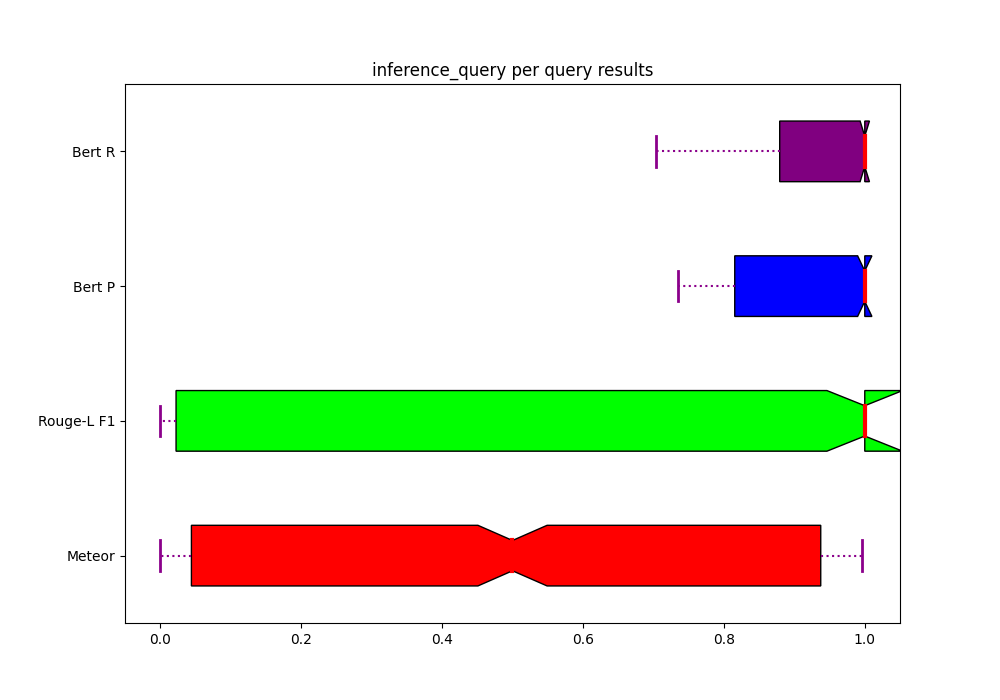 inference_query per query results
Bert R
Bert P
Rouge-L F1
Meteor
0.0 0.2 0.4 0.6 0.8 1.0